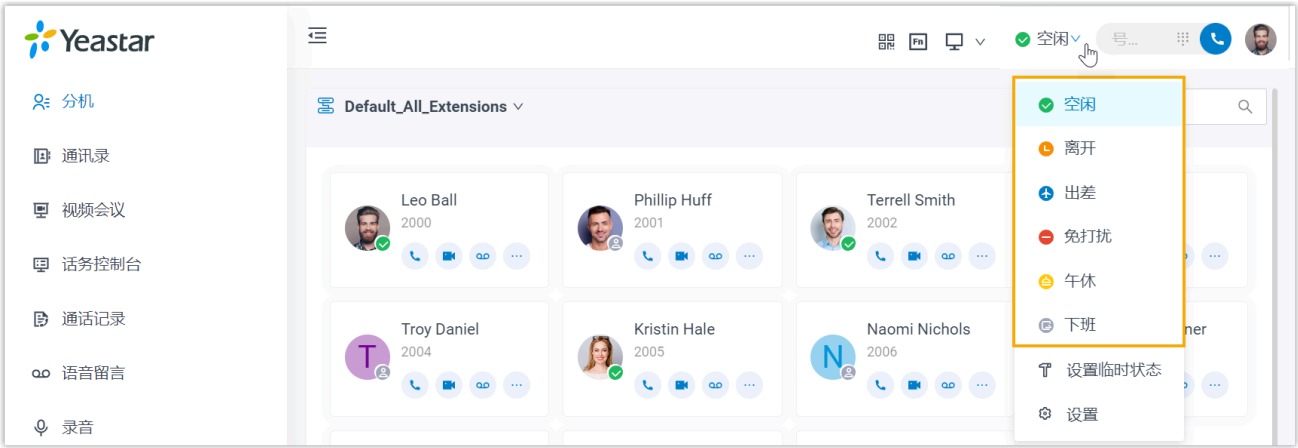 Yeastar
Fn
空闲
号...
分机
通讯录
视频会议
话务控制台
通话记录
语音留言
录音
Default_All_Extensions
Leo Ball
2000
Phillip Huff
2001
Terrell Smith
2002
Troy Daniel
2004
T
Kristin Hale
2005
Naomi Nichols
2006
N
ner
空闲
离开
出差
免打扰
午休
下班
设置临时状态
设置